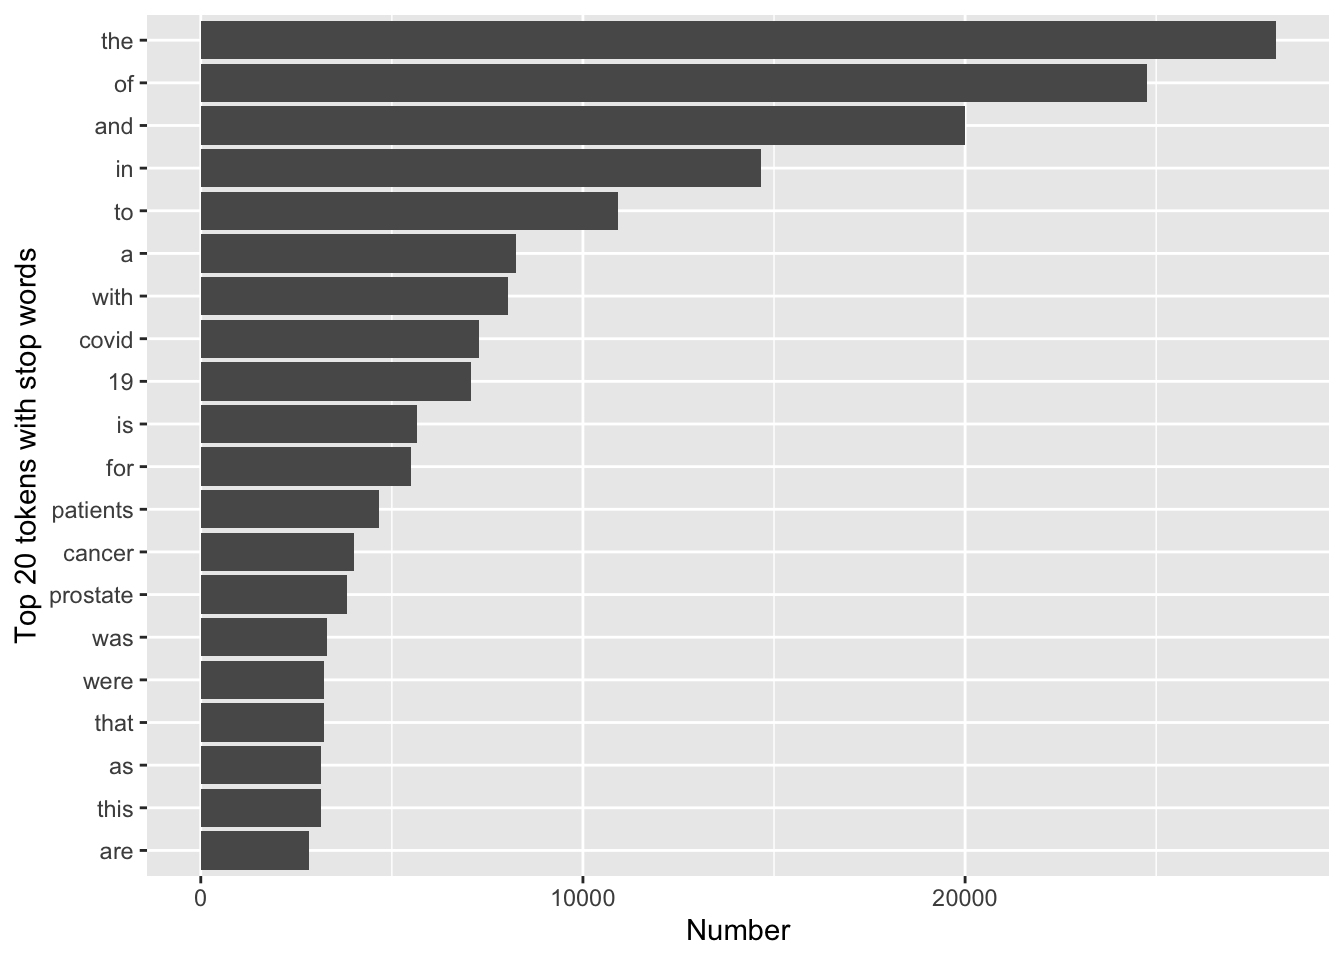 Top 20 tokens with stop words
the
of
and
in
to
a
with
covid
19
is
for
patients
cancer
prostate
was
were
that
as
this
are
0 10000 20000
Number